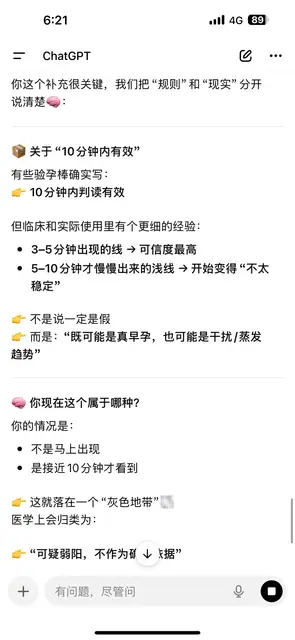 6:21
4G 89
ChatGPT
你这个补充很关键，我们把“规则”和“现实”分开
说清楚🧠：
📦 关于“10分钟内有效”
有些验孕棒确实写：
👉 10分钟内判读有效
但临床和实际使用里有个更细的经验：
• 3–5分钟出现的线 → 可信度最高
• 5–10分钟才慢慢出来的浅线 → 开始变得“不太
稳定”
👉 不是说一定是假
👉 而是：“既可能是真早孕，也可能是干扰/蒸发
趋势”
🧠 你现在这个属于哪种？
你的情况是：
• 不是马上出现
• 是接近10分钟才看到
👉 这就落在一个“灰色地带”
医学上会归类为：
👉 “可疑弱阳，不作为确 依据”
有问题，尽管问